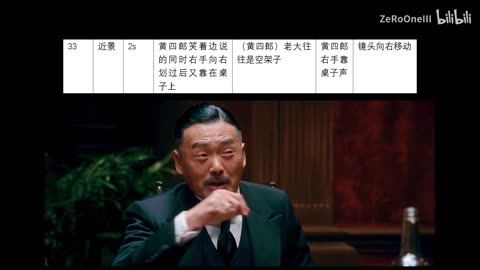 ZeRoOneIII bilibili
33
近景
2s
黄四郎笑着边说
的同时右手向右
划过后又靠在桌
子上
（黄四郎）老大往
往是空架子
黄四郎
右手靠
桌子声
镜头向右移动